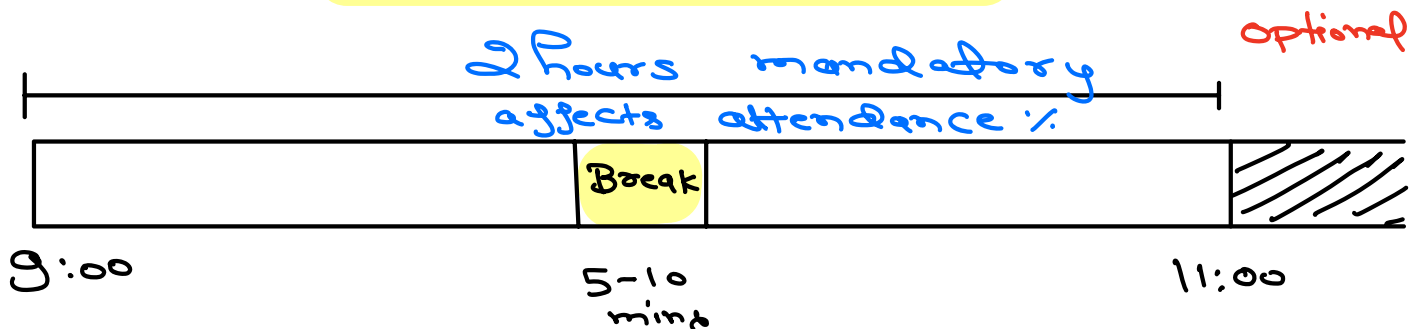 optional
2 hours mandatory
affects attendance %
Break
9:00
5-10
mins
11:00